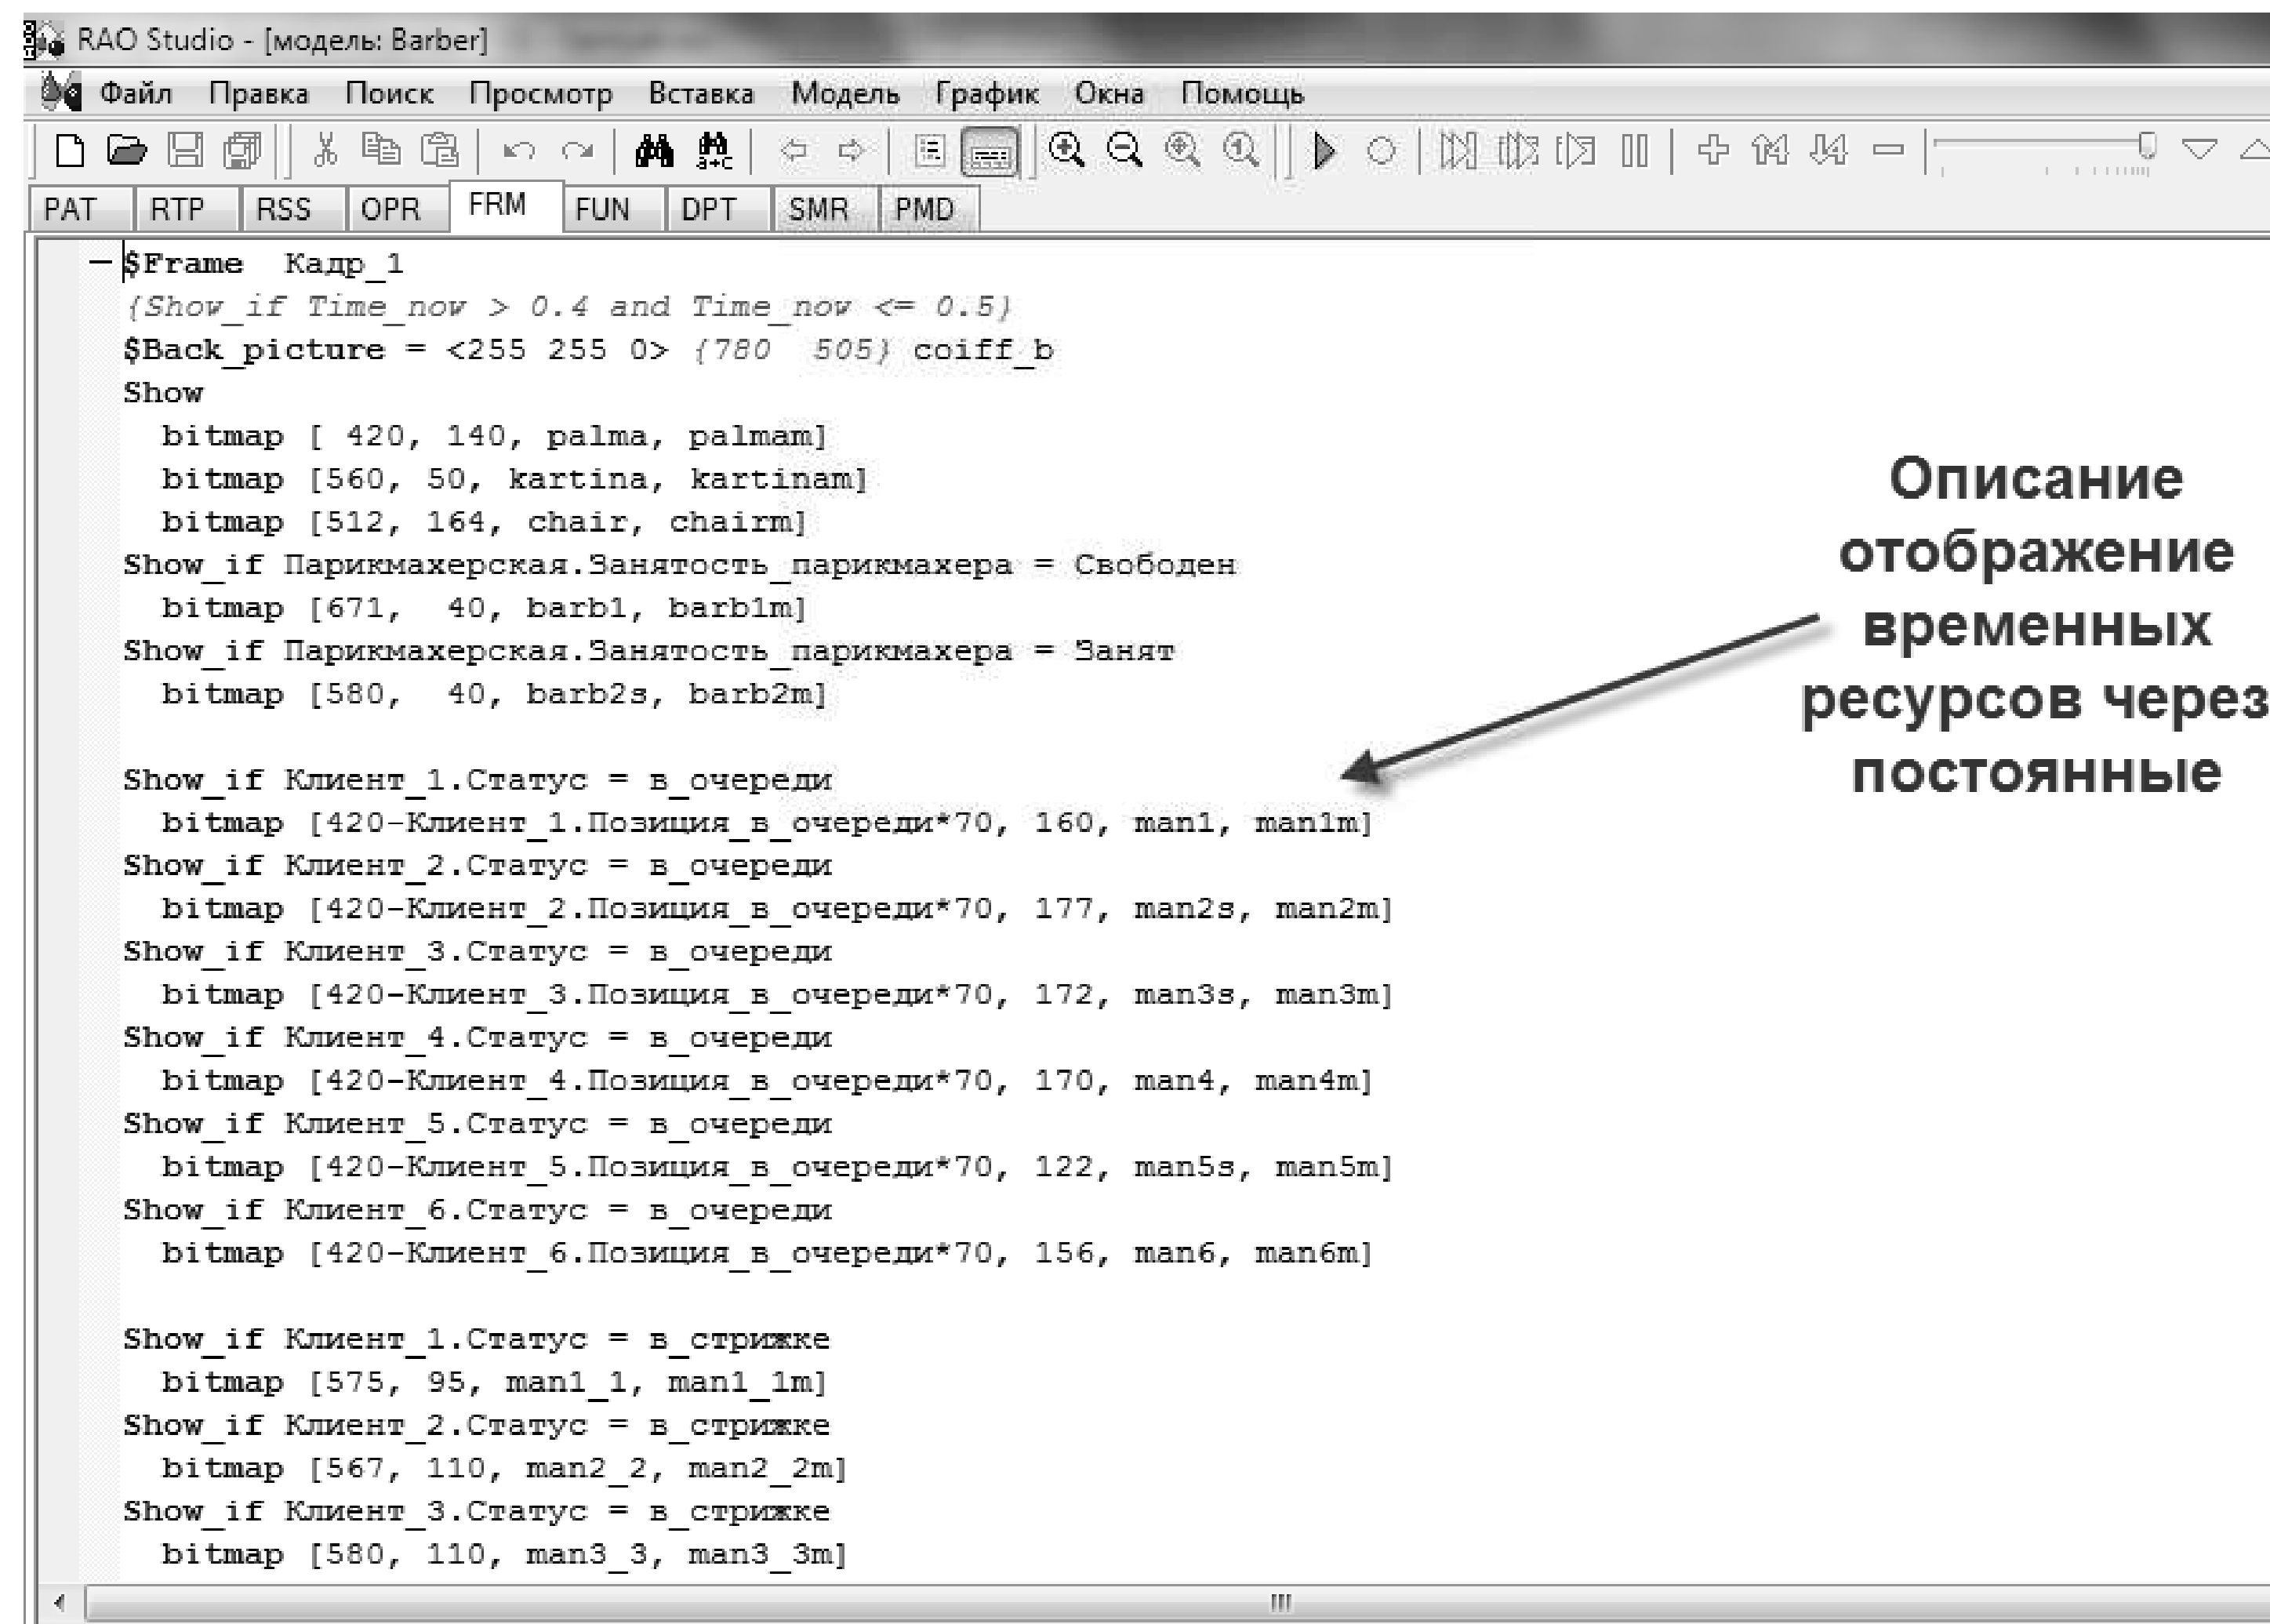 RAO Studio - [модель: Barber]
Файл Правка Поиск Просмотр Вставка Модель График Окна Помощь
PAT RTP RSS OPR FRM FUN DPT SMR PMD
$Frame Кадр_1
{Show_if Time_now > 0.4 and Time_now <= 0.5}
$Back_picture = <255 255 0> {780 505} coiff_b
Show
bitmap [ 420, 140, palma, palmam]
bitmap [560, 50, kartina, kartinam]
bitmap [512, 164, chair, chairm]
Show_if Парикмахерская.Занятость_парикмахера = Свободен
bitmap [671, 40, barb1, barb1m]
Show_if Парикмахерская.Занятость_парикмахера = Занят
bitmap [580, 40, barb2s, barb2m]
Show_if Клиент_1.Статус = в_очереди
bitmap [420-Клиент_1.Позиция_в_очереди*70, 160, man1, man1m]
Show_if Клиент_2.Статус = в_очереди
bitmap [420-Клиент_2.Позиция_в_очереди*70, 177, man2s, man2m]
Show_if Клиент_3.Статус = в_очереди
bitmap [420-Клиент_3.Позиция_в_очереди*70, 172, man3s, man3m]
Show_if Клиент_4.Статус = в_очереди
bitmap [420-Клиент_4.Позиция_в_очереди*70, 170, man4, man4m]
Show_if Клиент_5.Статус = в_очереди
bitmap [420-Клиент_5.Позиция_в_очереди*70, 122, man5s, man5m]
Show_if Клиент_6.Статус = в_очереди
bitmap [420-Клиент_6.Позиция_в_очереди*70, 156, man6, man6m]
Show_if Клиент_1.Статус = в_стрижке
bitmap [575, 95, man1_1, man1_1m]
Show_if Клиент_2.Статус = в_стрижке
bitmap [567, 110, man2_2, man2_2m]
Show_if Клиент_3.Статус = в_стрижке
bitmap [580, 110, man3_3, man3_3m]
Описание
отображение
временных
ресурсов через
постоянные